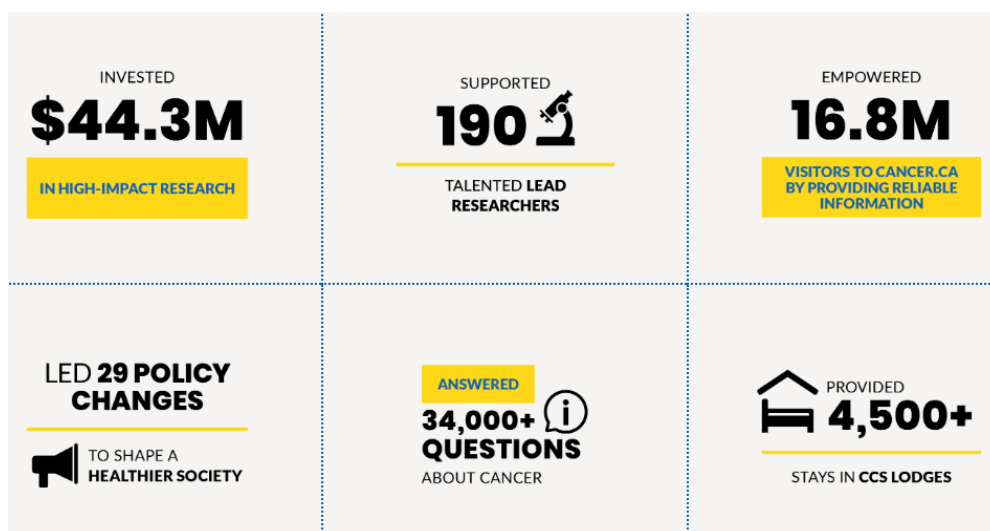 INVESTED
$44.3M
IN HIGH-IMPACT RESEARCH
SUPPORTED
190
TALENTED LEAD
RESEARCHERS
EMPOWERED
16.8M
VISITORS TO CANCER.CA
BY PROVIDING RELIABLE
INFORMATION
LED 29 POLICY
CHANGES
TO SHAPE A
HEALTHIER SOCIETY
ANSWERED
34,000+
QUESTIONS
ABOUT CANCER
PROVIDED
4,500+
STAYS IN CCS LODGES